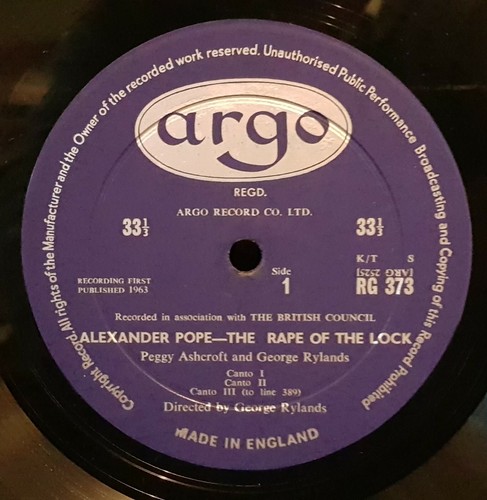 Copyright Record All rights of the Manufacturer and the Owner of the recorded work reserved. Unauthorised Public Performance Broadcasting and Copying of this Record Prohibited
argo
REGD.
ARGO RECORD CO. LTD.
33⅓ 33⅓
K/T S
(ARG 2525)
RECORDING FIRST
PUBLISHED 1963
Side
1
RG 373
Recorded in association with THE BRITISH COUNCIL
ALEXANDER POPE—THE RAPE OF THE LOCK
Peggy Ashcroft and George Rylands
Canto I
Canto II
Canto III (to line 389)
Directed by George Rylands
MADE IN ENGLAND